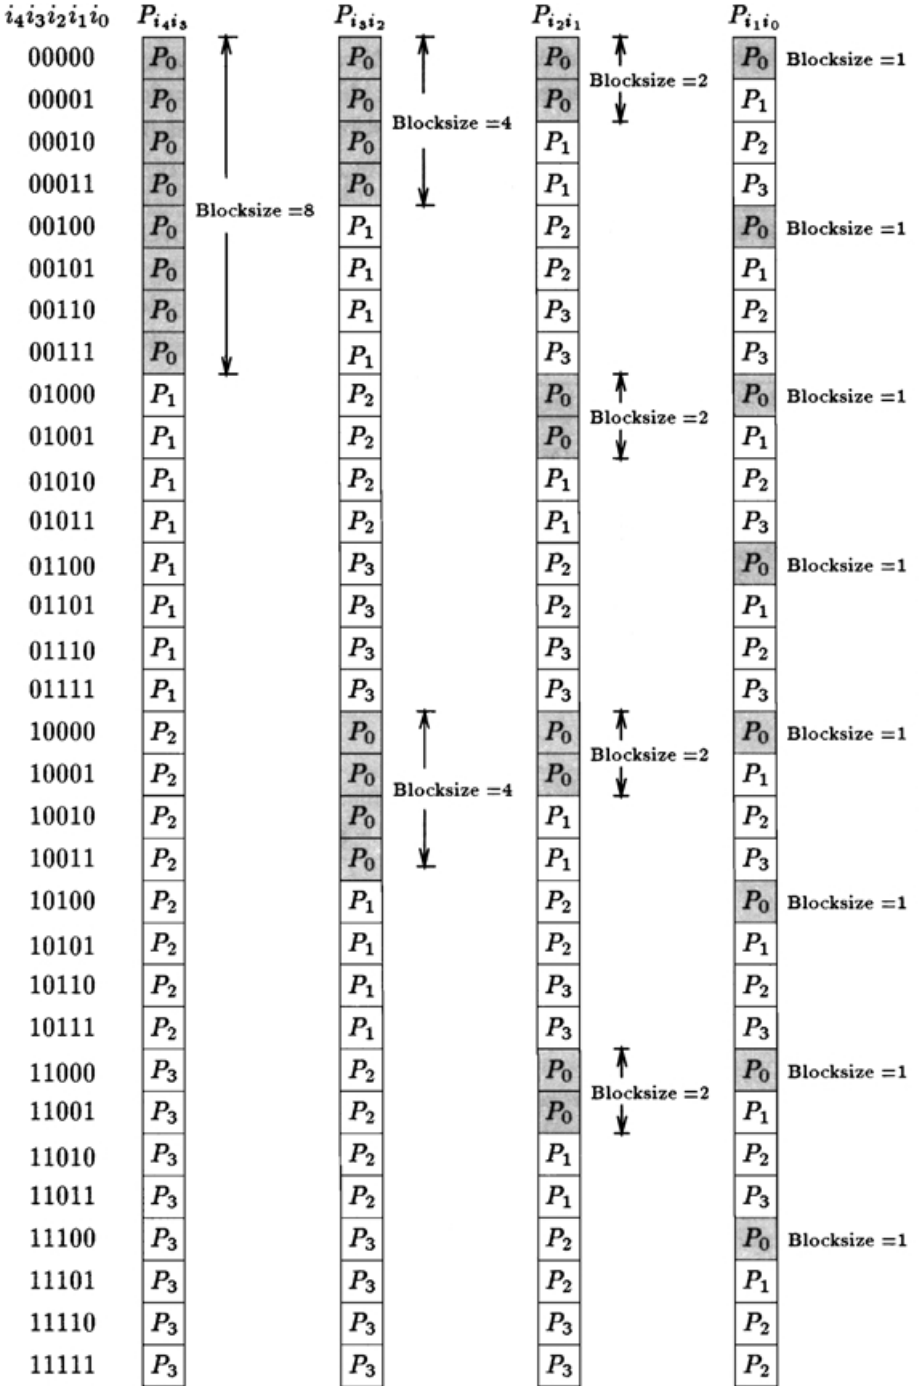 i₄i₃i₂i₁i₀ P_{i₄i₃} P_{i₃i₂} P_{i₂i₁} P_{i₁i₀}
00000 P₀ P₀ P₀ P₀ Blocksize =1
Blocksize =2
00001 P₀ P₀ P₀ P₁
Blocksize =4
00010 P₀ P₀ P₁ P₂
00011 P₀ P₀ P₁ P₃
Blocksize =8
00100 P₀ P₁ P₂ P₀ Blocksize =1
00101 P₀ P₁ P₂ P₁
00110 P₀ P₁ P₃ P₂
00111 P₀ P₁ P₃ P₃
01000 P₁ P₂ P₀ P₀ Blocksize =1
Blocksize =2
01001 P₁ P₂ P₀ P₁
01010 P₁ P₂ P₁ P₂
01011 P₁ P₂ P₁ P₃
01100 P₁ P₃ P₂ P₀ Blocksize =1
01101 P₁ P₃ P₂ P₁
01110 P₁ P₃ P₃ P₂
01111 P₁ P₃ P₃ P₃
10000 P₂ P₀ P₀ P₀ Blocksize =1
Blocksize =2
10001 P₂ P₀ P₀ P₁
Blocksize =4
10010 P₂ P₀ P₁ P₂
10011 P₂ P₀ P₁ P₃
10100 P₂ P₁ P₂ P₀ Blocksize =1
10101 P₂ P₁ P₂ P₁
10110 P₂ P₁ P₃ P₂
10111 P₂ P₁ P₃ P₃
11000 P₃ P₂ P₀ P₀ Blocksize =1
Blocksize =2
11001 P₃ P₂ P₀ P₁
11010 P₃ P₂ P₁ P₂
11011 P₃ P₂ P₁ P₃
11100 P₃ P₃ P₂ P₀ Blocksize =1
11101 P₃ P₃ P₂ P₁
11110 P₃ P₃ P₃ P₂
11111 P₃ P₃ P₃ P₂